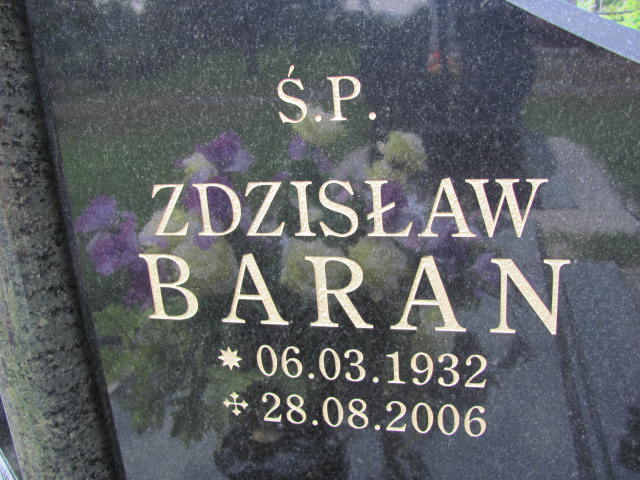 Ś.P.
ZDZISŁAW
BARAN
✷ 06.03.1932
✣ 28.08.2006